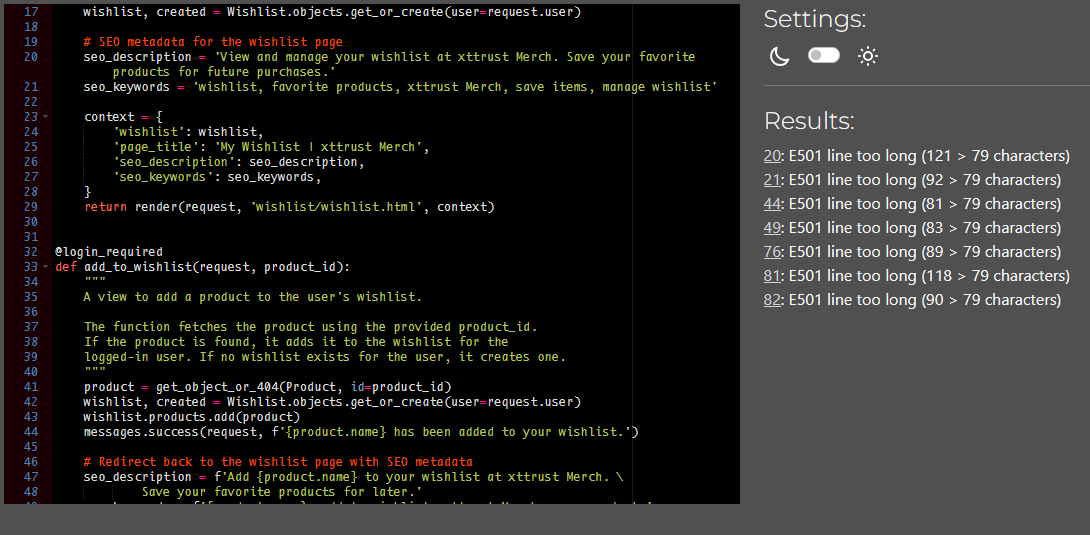 17 wishlist, created = Wishlist.objects.get_or_create(user=request.user)
18
19 # SEO metadata for the wishlist page
20 seo_description = 'View and manage your wishlist at xttrust Merch. Save your favorite
products for future purchases.'
21 seo_keywords = 'wishlist, favorite products, xttrust Merch, save items, manage wishlist'
22
23 context = {
24 'wishlist': wishlist,
25 'page_title': 'My Wishlist | xttrust Merch',
26 'seo_description': seo_description,
27 'seo_keywords': seo_keywords,
28 }
29 return render(request, 'wishlist/wishlist.html', context)
30
31
32 @login_required
33 def add_to_wishlist(request, product_id):
34 """
35 A view to add a product to the user's wishlist.
36
37 The function fetches the product using the provided product_id.
38 If the product is found, it adds it to the wishlist for the
39 logged-in user. If no wishlist exists for the user, it creates one.
40 """
41 product = get_object_or_404(Product, id=product_id)
42 wishlist, created = Wishlist.objects.get_or_create(user=request.user)
43 wishlist.products.add(product)
44 messages.success(request, f'{product.name} has been added to your wishlist.')
45
46 # Redirect back to the wishlist page with SEO metadata
47 seo_description = f'Add {product.name} to your wishlist at xttrust Merch. \
48 Save your favorite products for later.'
Settings:
Results:
20: E501 line too long (121 > 79 characters)
21: E501 line too long (92 > 79 characters)
44: E501 line too long (81 > 79 characters)
49: E501 line too long (83 > 79 characters)
76: E501 line too long (89 > 79 characters)
81: E501 line too long (118 > 79 characters)
82: E501 line too long (90 > 79 characters)